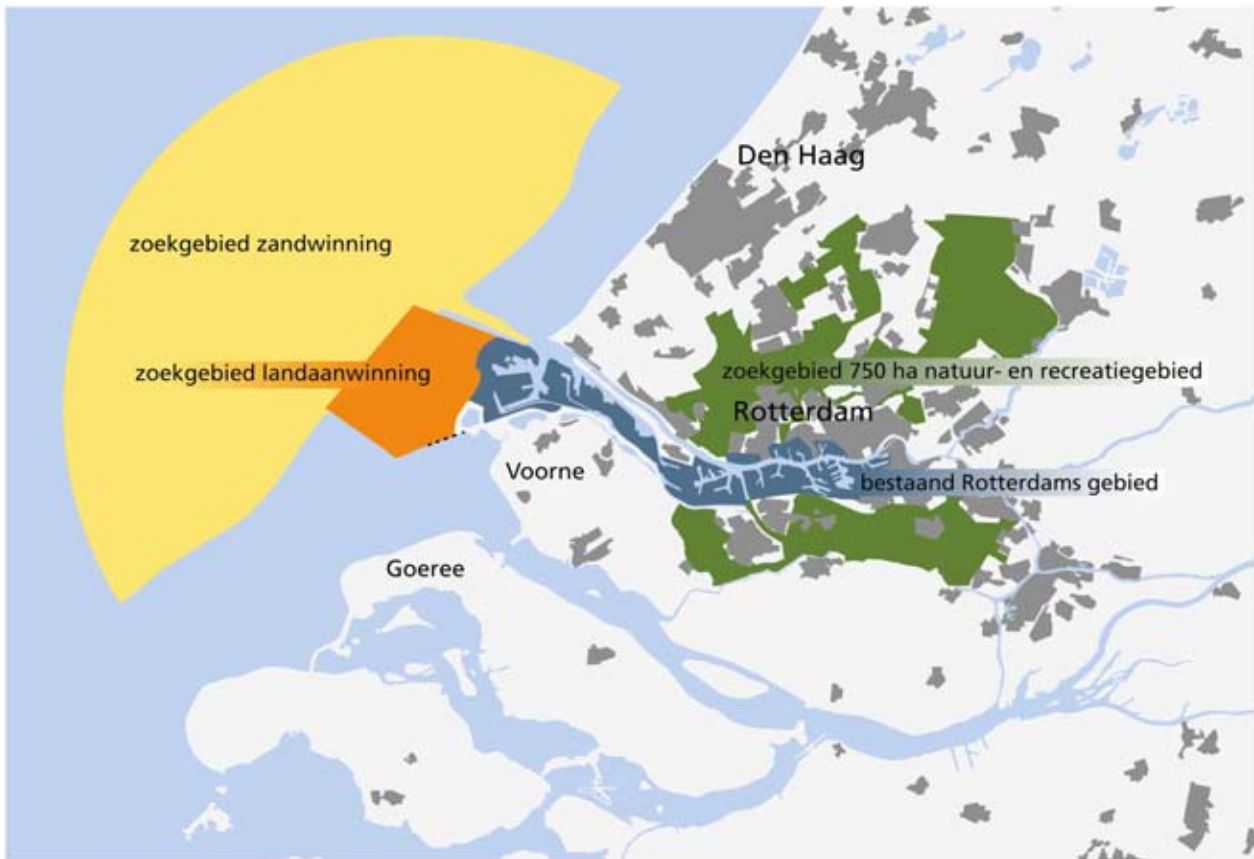 Den Haag
zoekgebied zandwinning
zoekgebied landaanwinning
zoekgebied 750 ha natuur- en recreatiegebied
Rotterdam
Voorne
bestaand Rotterdams gebied
Goeree